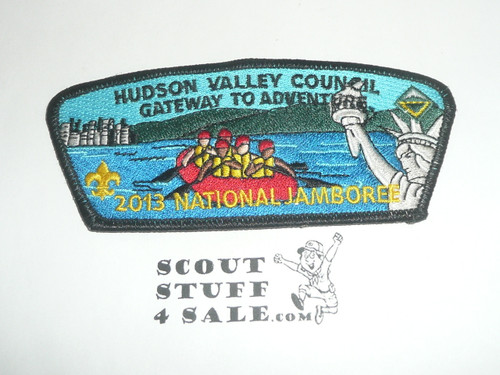 HUDSON VALLEY COUNCIL
GATEWAY TO ADVENTURE.
2013 NATIONAL JAMBOREE
SCOUT
STUFF
4 SALE.COM